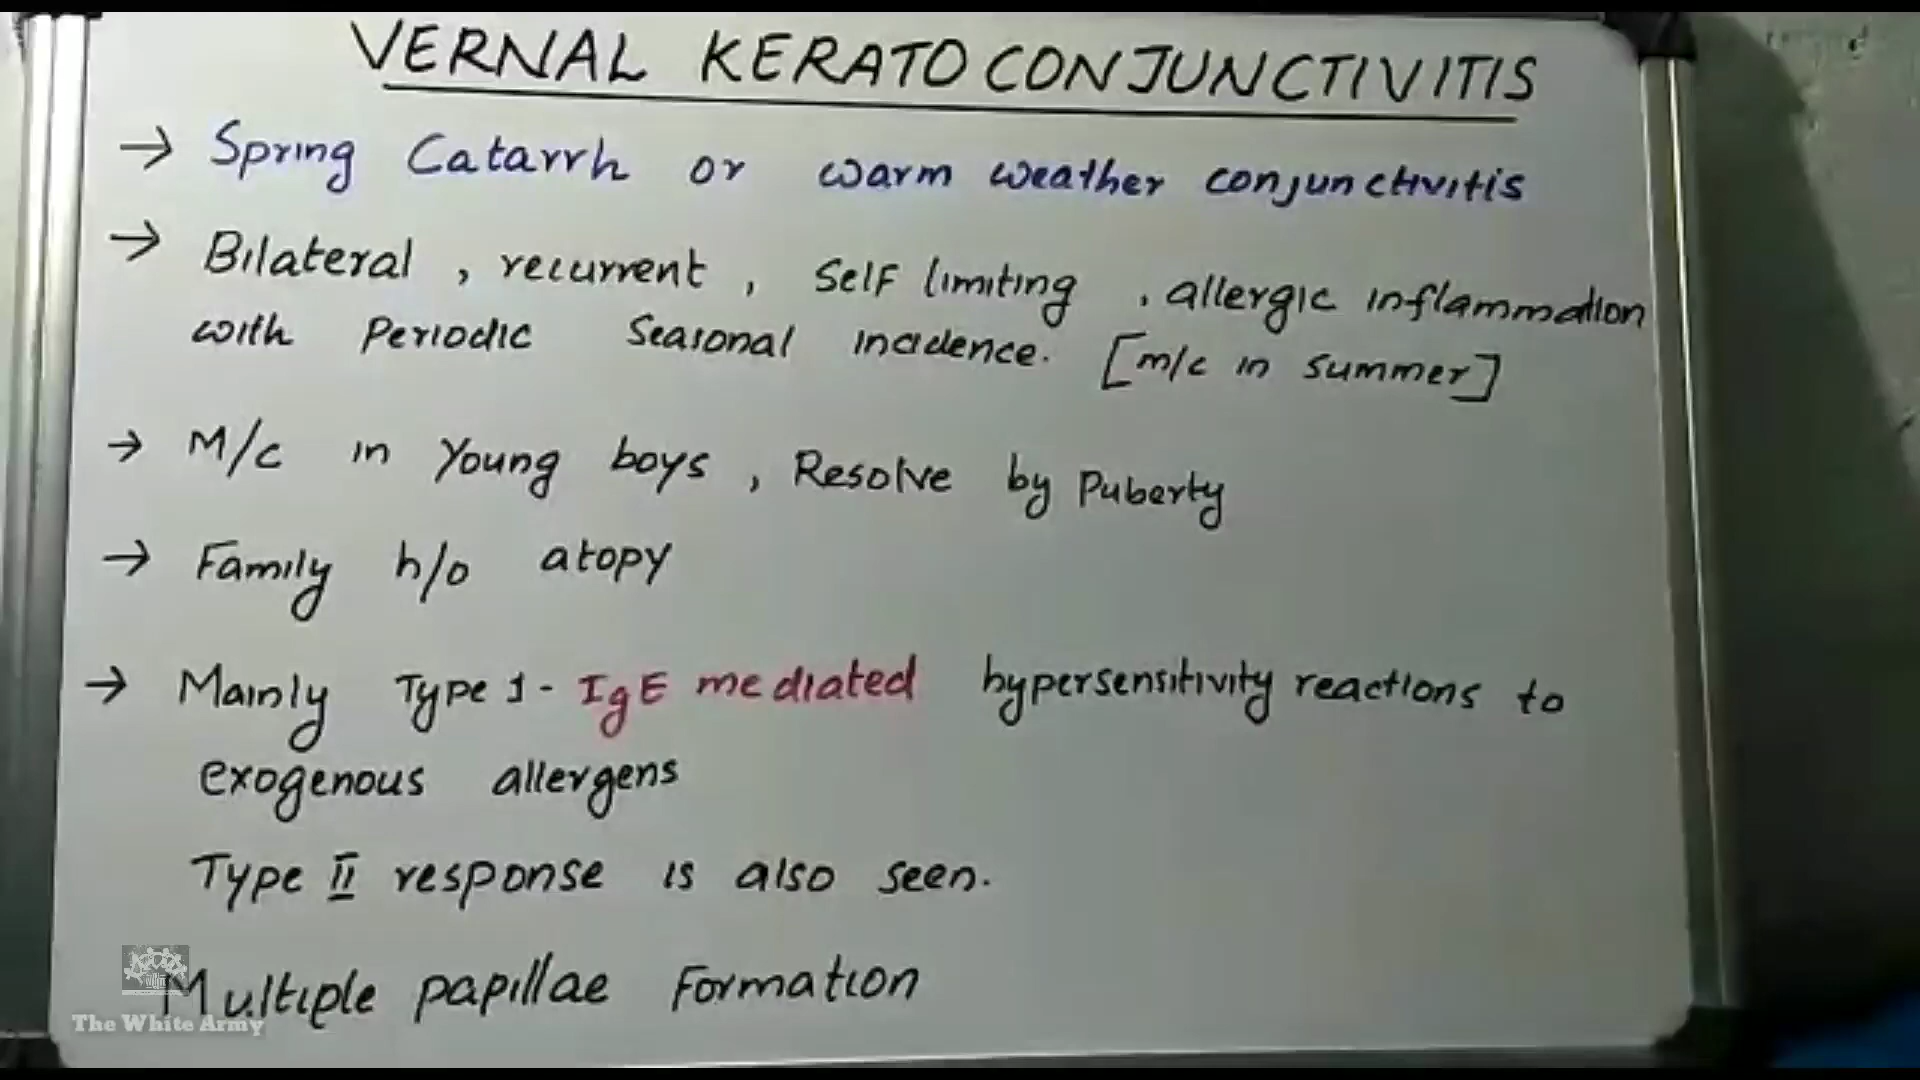 VERNAL KERATOCONJUNCTIVITIS
→ Spring Catarrh or warm weather conjunctivitis
→ Bilateral, recurrent, Self limiting, allergic inflammation
with Periodic Seasonal incidence. [m/c in summer]
→ M/c in Young boys, Resolve by Puberty
→ Family h/o atopy
→ Mainly Type 1 - IgE mediated hypersensitivity reactions to
exogenous allergens
Type II response is also seen.
Multiple papillae Formation
The White Army